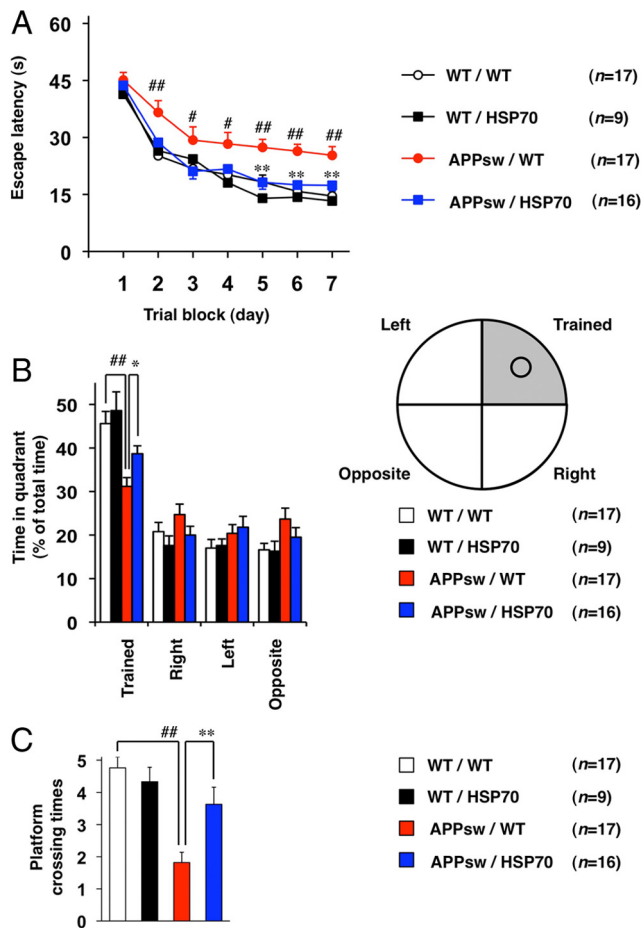 A
Escape latency (s)
60
45
30
15
0
##
#
#
##
##
##
**
**
**
1 2 3 4 5 6 7
Trial block (day)
WT / WT (n=17)
WT / HSP70 (n=9)
APPsw / WT (n=17)
APPsw / HSP70 (n=16)
Left Trained
Opposite Right
B
Time in quadrant
(% of total time)
50
40
30
20
10
0
## *
Trained
Right
Left
Opposite
WT / WT (n=17)
WT / HSP70 (n=9)
APPsw / WT (n=17)
APPsw / HSP70 (n=16)
C
Platform
crossing times
5
4
3
2
1
0
## **
WT / WT (n=17)
WT / HSP70 (n=9)
APPsw / WT (n=17)
APPsw / HSP70 (n=16)